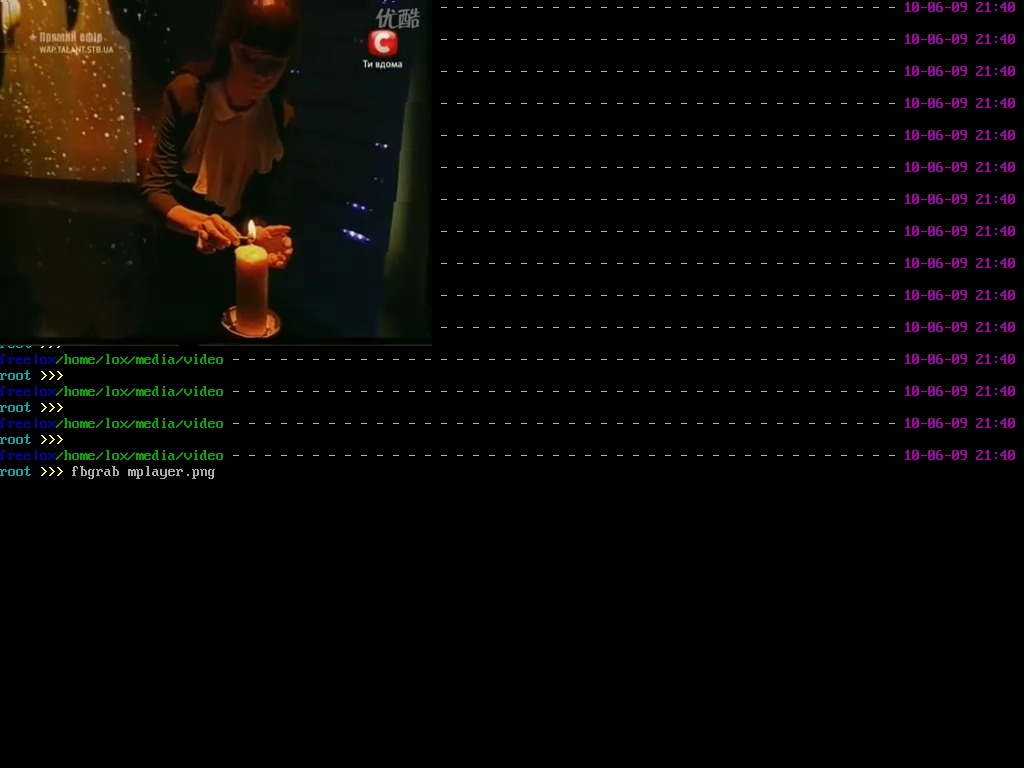 优酷
- - - - - - - - - - - - - - - - - - - - - - - - - - - - - 10-06-09 21:40
Прямий ефір
WAP.TALANT.STB.UA
- - - - - - - - - - - - - - - - - - - - - - - - - - - - - 10-06-09 21:40
Ти вдома
- - - - - - - - - - - - - - - - - - - - - - - - - - - - - 10-06-09 21:40
- - - - - - - - - - - - - - - - - - - - - - - - - - - - - 10-06-09 21:40
- - - - - - - - - - - - - - - - - - - - - - - - - - - - - 10-06-09 21:40
- - - - - - - - - - - - - - - - - - - - - - - - - - - - - 10-06-09 21:40
- - - - - - - - - - - - - - - - - - - - - - - - - - - - - 10-06-09 21:40
- - - - - - - - - - - - - - - - - - - - - - - - - - - - - 10-06-09 21:40
- - - - - - - - - - - - - - - - - - - - - - - - - - - - - 10-06-09 21:40
- - - - - - - - - - - - - - - - - - - - - - - - - - - - - 10-06-09 21:40
- - - - - - - - - - - - - - - - - - - - - - - - - - - - - 10-06-09 21:40
root >>>
freelox/home/lox/media/video - - - - - - - - - - - - - - - - - - - - - - - - - - - - - - - - - - - - - - - - - - 10-06-09 21:40
root >>>
freelox/home/lox/media/video - - - - - - - - - - - - - - - - - - - - - - - - - - - - - - - - - - - - - - - - - - 10-06-09 21:40
root >>>
freelox/home/lox/media/video - - - - - - - - - - - - - - - - - - - - - - - - - - - - - - - - - - - - - - - - - - 10-06-09 21:40
root >>>
freelox/home/lox/media/video - - - - - - - - - - - - - - - - - - - - - - - - - - - - - - - - - - - - - - - - - - 10-06-09 21:40
root >>> fbgrab mplayer.png